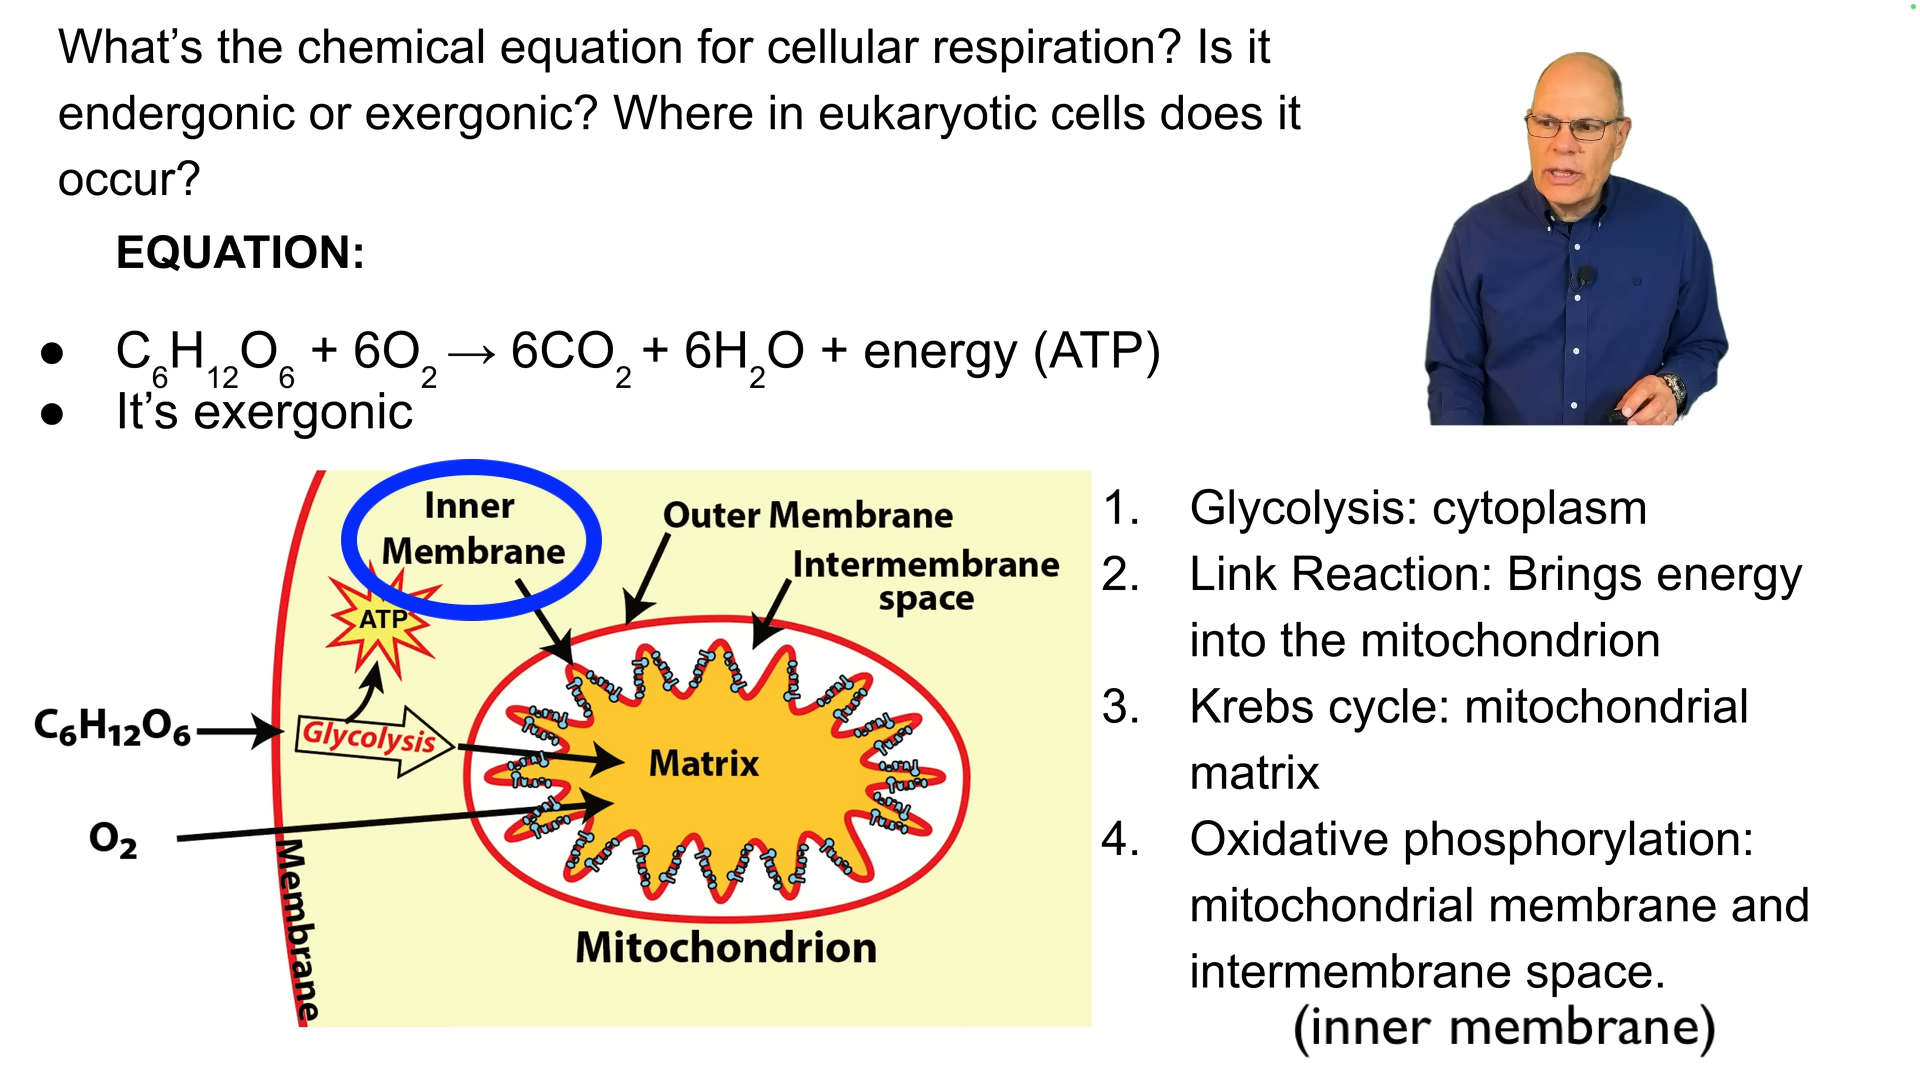 What’s the chemical equation for cellular respiration? Is it
endergonic or exergonic? Where in eukaryotic cells does it
occur?
EQUATION:
● C₆H₁₂O₆ + 6O₂ → 6CO₂ + 6H₂O + energy (ATP)
● It’s exergonic
Inner
Membrane
Outer Membrane
Intermembrane
space
ATP
C₆H₁₂O₆
Glycolysis
Matrix
O₂
Membrane
Mitochondrion
1. Glycolysis: cytoplasm
2. Link Reaction: Brings energy
into the mitochondrion
3. Krebs cycle: mitochondrial
matrix
4. Oxidative phosphorylation:
mitochondrial membrane and
intermembrane space.
(inner membrane)